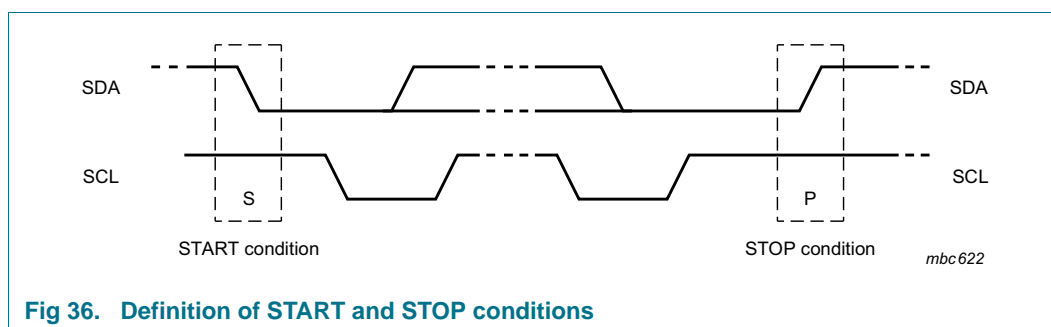 SDA SDA
SCL SCL
S P
START condition STOP condition
mbc622
Fig 36. Definition of START and STOP conditions